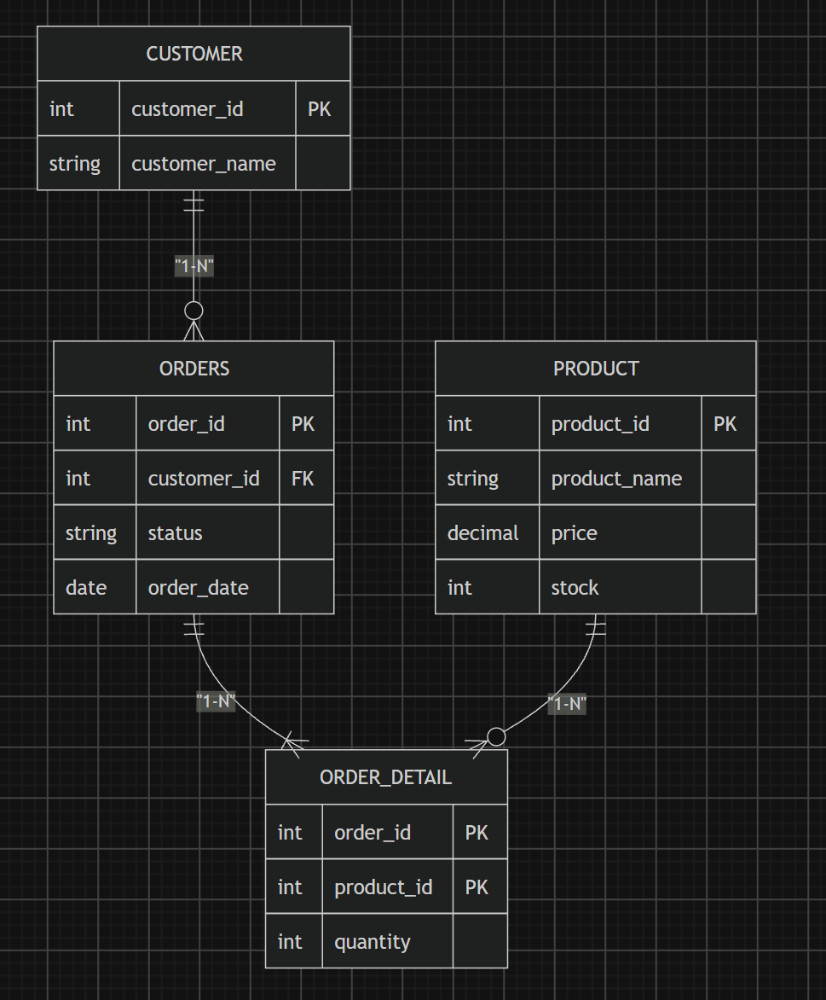 CUSTOMER
int customer_id PK
string customer_name
"1-N"
ORDERS
int order_id PK
int customer_id FK
string status
date order_date
PRODUCT
int product_id PK
string product_name
decimal price
int stock
"1-N"
"1-N"
ORDER_DETAIL
int order_id PK
int product_id PK
int quantity